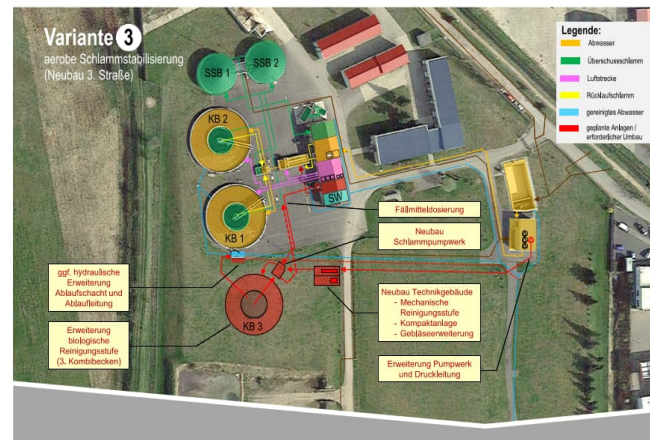 Variante 3
aerobe Schlammstabilisierung
(Neubau 3. Straße)
Legende:
Abwasser
Überschussschlamm
Luftstrecke
Rücklaufschlamm
gereinigtes Abwasser
geplante Anlagen /
erforderlicher Umbau
SSB 1
SSB 2
KB 2
KB 1
SW
KB 3
Fällmitteldosierung
Neubau
Schlammpumpwerk
ggf. hydraulische
Erweiterung
Ablaufschacht und
Ablaufleitung
Erweiterung
biologische
Reinigungsstufe
(3. Kombibecken)
Neubau Technikgebäude
- Mechanische
Reinigungsstufe
- Kompaktanlage
- Gebläseerweiterung
Erweiterung Pumpwerk
und Druckleitung